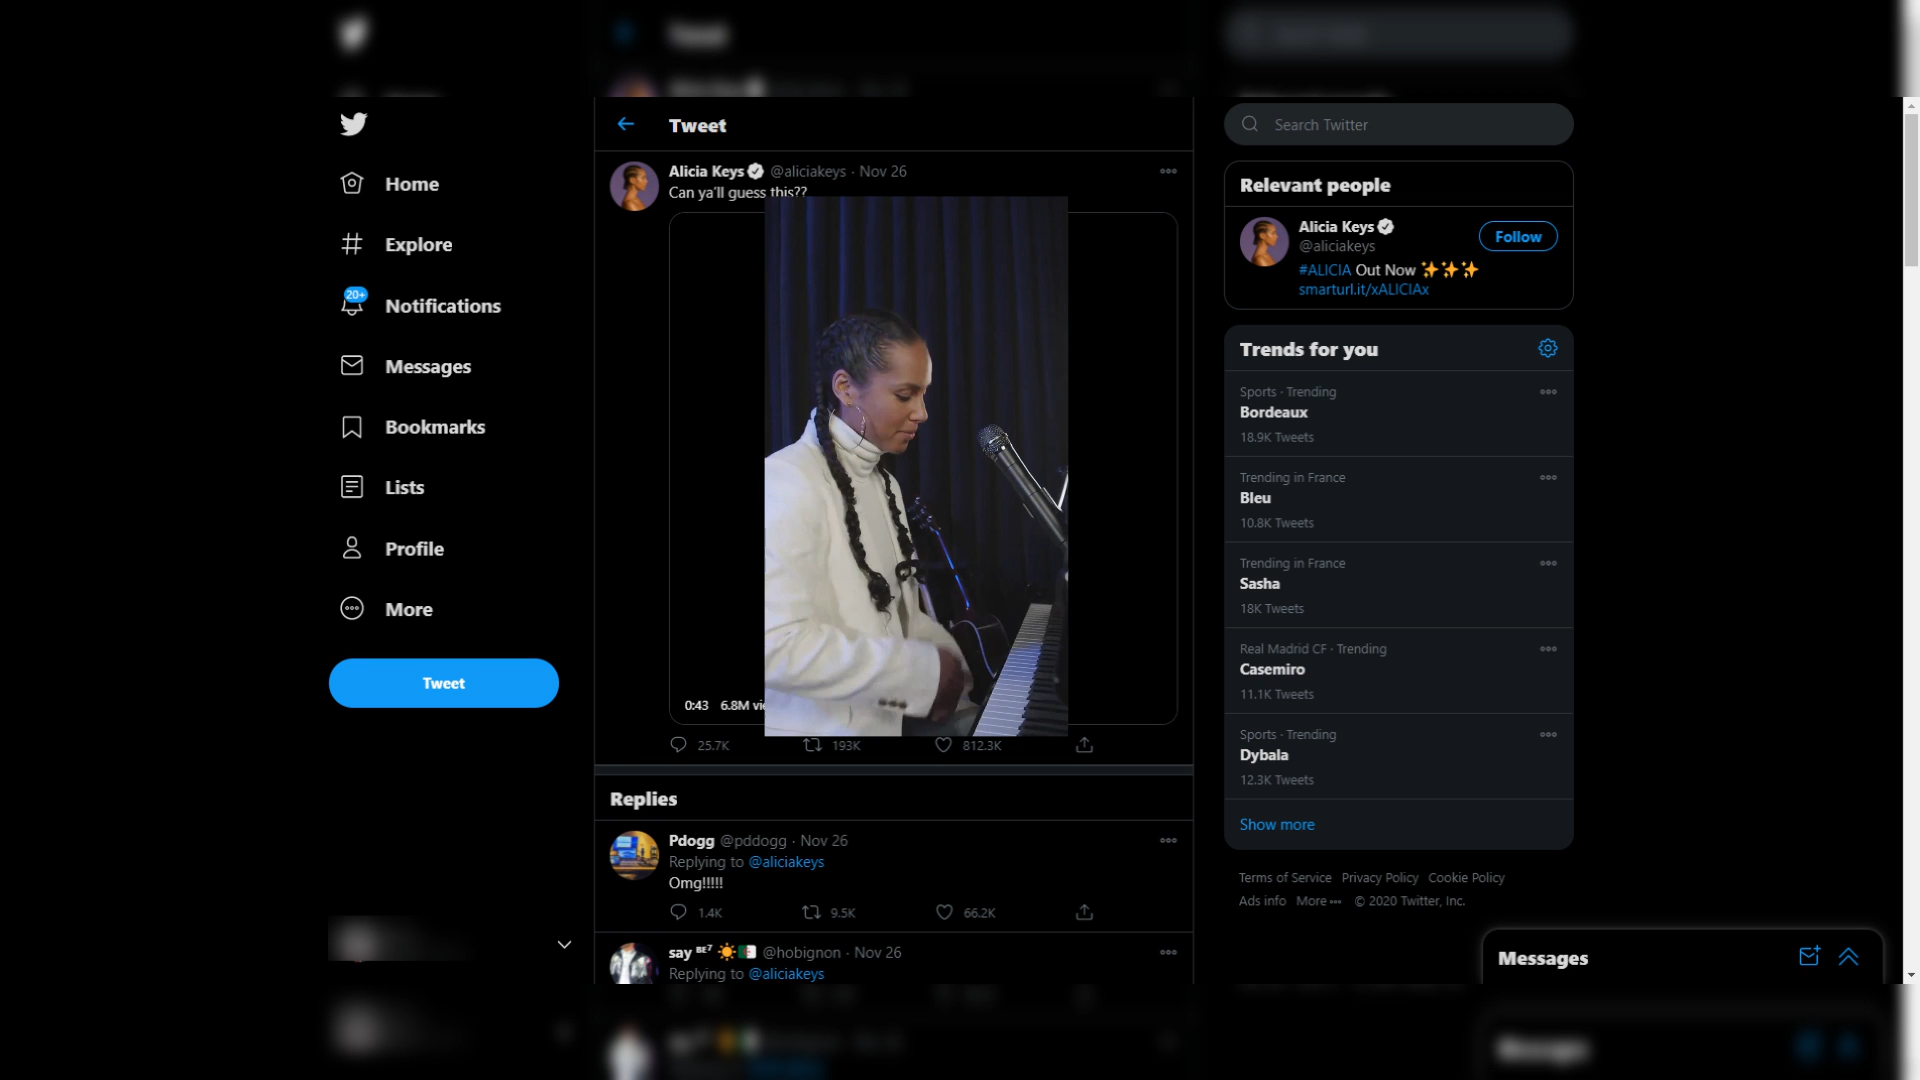 Tweet
Search Twitter
Home
Explore
20+
Notifications
Messages
Bookmarks
Lists
Profile
More
Tweet
Alicia Keys @aliciakeys · Nov 26
Can ya'll guess this??
0:43 6.8M
25.7K 193K 812.3K
Replies
Pdogg @pddogg · Nov 26
Replying to @aliciakeys
Omg!!!!!
1.4K 9.5K 66.2K
say ᴮᴱ⁷ ☀️🇩🇿 @hobignon · Nov 26
Replying to @aliciakeys
Relevant people
Alicia Keys
@aliciakeys
Follow
#ALICIA Out Now ✨✨✨
smarturl.it/xALICIAx
Trends for you
Sports · Trending
Bordeaux
18.9K Tweets
Trending in France
Bleu
10.8K Tweets
Trending in France
Sasha
18K Tweets
Real Madrid CF · Trending
Casemiro
11.1K Tweets
Sports · Trending
Dybala
12.3K Tweets
Show more
Terms of Service Privacy Policy Cookie Policy
Ads info More ··· © 2020 Twitter, Inc.
Messages